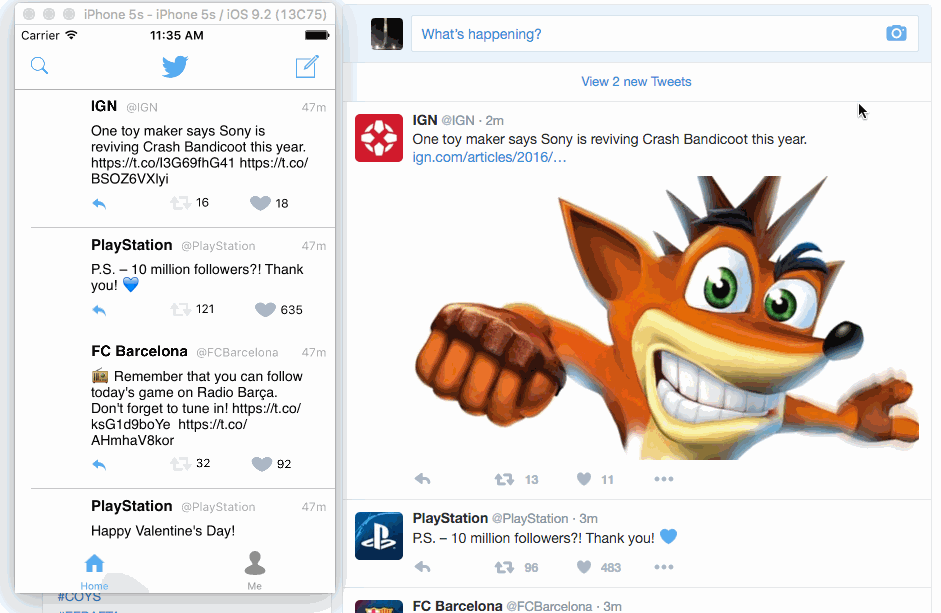 iPhone 5s - iPhone 5s / iOS 9.2 (13C75)
Carrier 11:35 AM
IGN @IGN 47m
One toy maker says Sony is
reviving Crash Bandicoot this year.
https://t.co/I3G69fhG41 https://t.co/
BSOZ6VXlyi
16 18
PlayStation @PlayStation 47m
P.S. – 10 million followers?! Thank
you! 💙
121 635
FC Barcelona @FCBarcelona 47m
📻 Remember that you can follow
today's game on Radio Barça.
Don't forget to tune in! https://t.co/
ksG1d9boYe https://t.co/
AHmhaV8kor
32 92
PlayStation @PlayStation 47m
Happy Valentine's Day!
Home Me
#COYS
What's happening?
View 2 new Tweets
IGN @IGN · 2m
One toy maker says Sony is reviving Crash Bandicoot this year.
ign.com/articles/2016/…
13 11
PlayStation @PlayStation · 3m
P.S. – 10 million followers?! Thank you! 💙
96 483
FC Barcelona @FCBarcelona · 3m